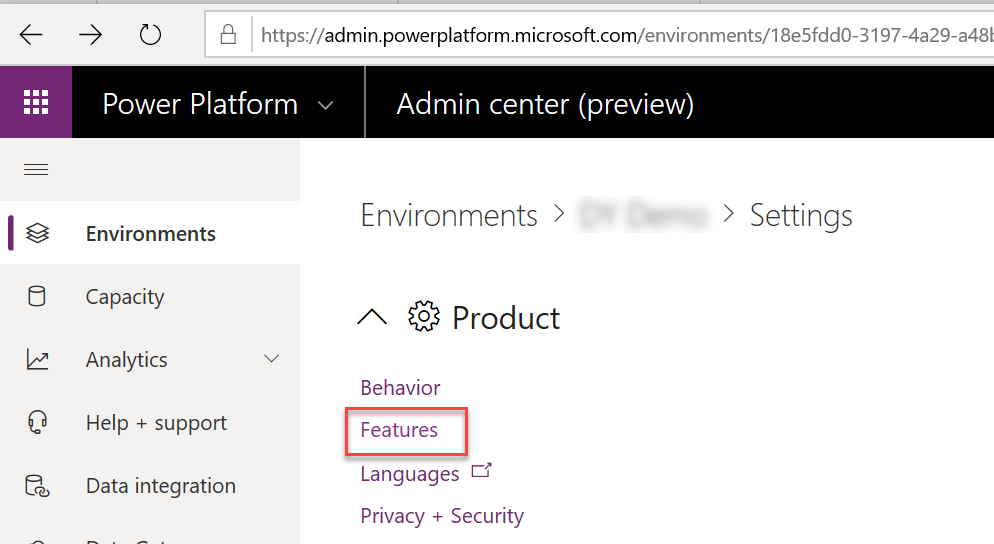 https://admin.powerplatform.microsoft.com/environments/18e5fdd0-3197-4a29-a48b
Power Platform
Admin center (preview)
Environments
Capacity
Analytics
Help + support
Data integration
Environments > > Settings
Product
Behavior
Features
Languages
Privacy + Security